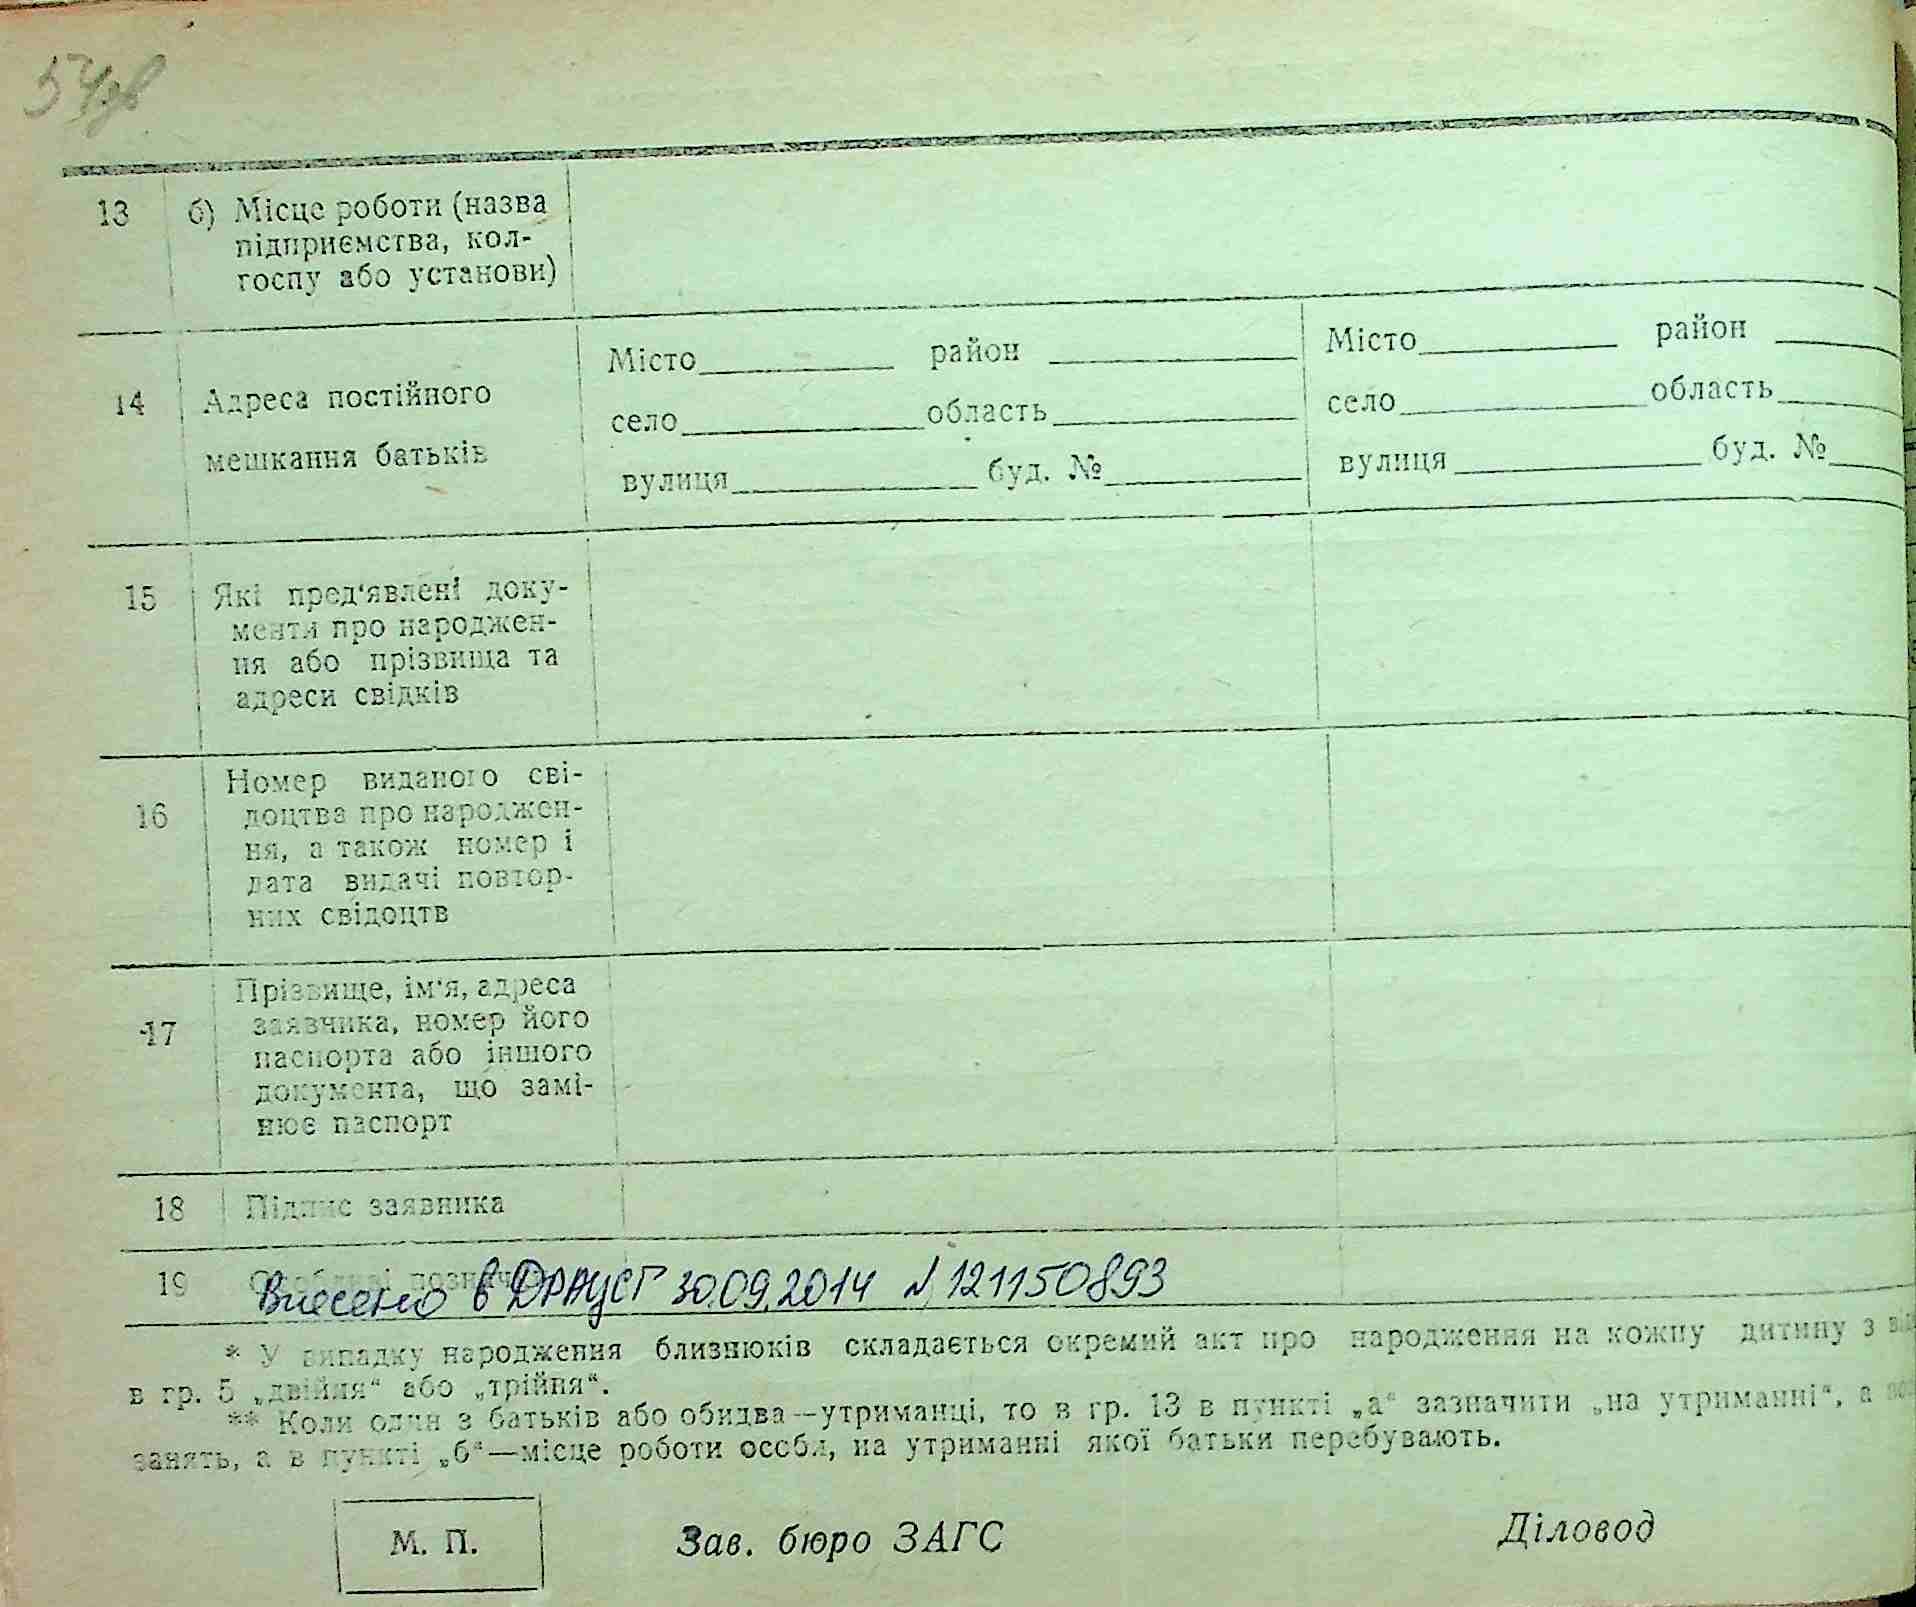 54зв
13 б) Місце роботи (назва
підприємства, кол-
госпу або установи)
14 Адреса постійного
мешкання батьків
Місто район
село область
вулиця буд. №
Місто район
село область
вулиця буд. №
15 Які пред'явлені доку-
менти про народжен-
ня або прізвища та
адреси свідків
16 Номер виданого сві-
доцтва про народжен-
ня, а також номер і
дата видачі повтор-
них свідоцтв
17 Прізвище, ім'я, адреса
заявника, номер його
паспорта або іншого
документа, що замі-
нює паспорт
18 Підпис заявника
19 Особливі познач
Внесено в ДРАЦСГ 30.09.2014 N 121150893
* У випадку народження близнюків складається окремий акт про народження на кожну дитину з
в гр. 5 „двійня“ або „трійня“.
** Коли один з батьків або обидва—утриманці, то в гр. 13 в пункті „а“ зазначити „на утриманні“, а
занять, а в пункті „б“—місце роботи особи, на утриманні якої батьки перебувають.
М. П. Зав. бюро ЗАГС Діловод